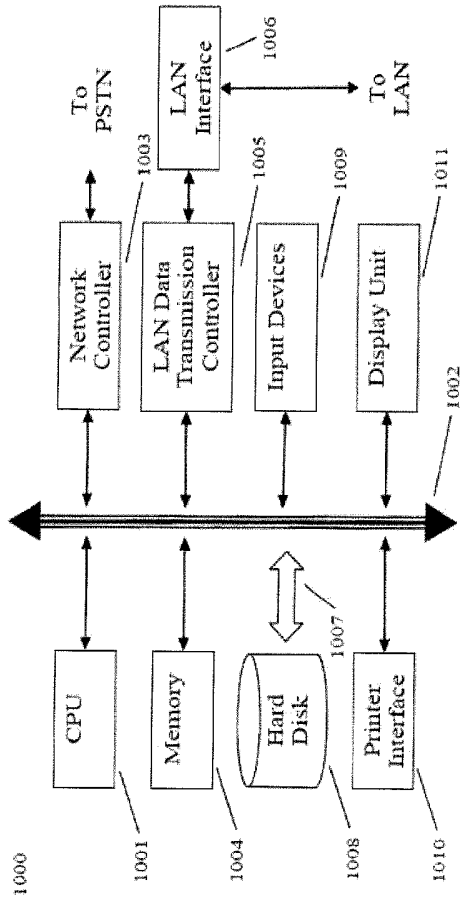 1000
CPU
1001
Memory
1004
Hard
Disk
1007
1008
Printer
Interface
1010
Network
Controller
1003
To
PSTN
LAN Data
Transmission
Controller
1005
LAN
Interface
1006
To
LAN
Input Devices
1009
Display Unit
1011
1002